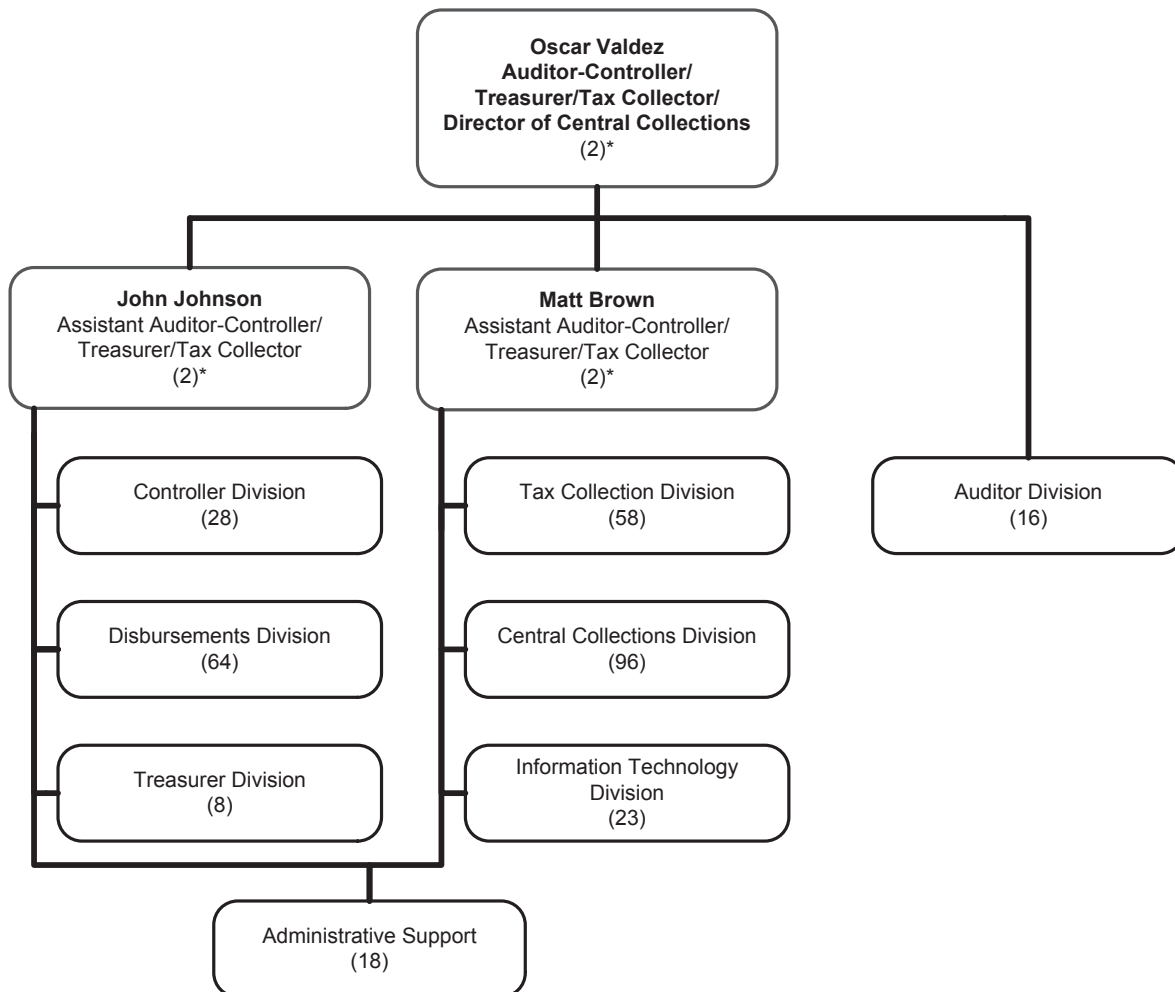 Oscar Valdez
Auditor-Controller/
Treasurer/Tax Collector/
Director of Central Collections
(2)*
John Johnson
Assistant Auditor-Controller/
Treasurer/Tax Collector
(2)*
Matt Brown
Assistant Auditor-Controller/
Treasurer/Tax Collector
(2)*
Controller Division
(28)
Tax Collection Division
(58)
Auditor Division
(16)
Disbursements Division
(64)
Central Collections Division
(96)
Treasurer Division
(8)
Information Technology
Division
(23)
Administrative Support
(18)